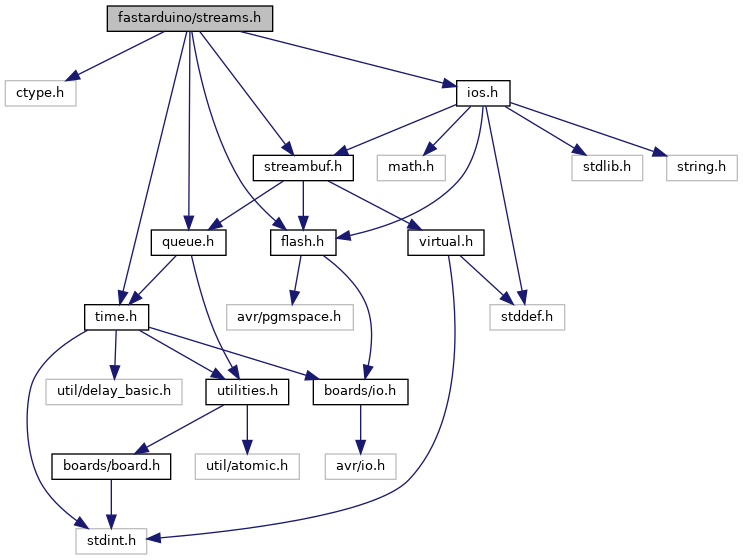 fastarduino/streams.h
ctype.h
ios.h
streambuf.h
math.h
stdlib.h
string.h
queue.h
flash.h
virtual.h
time.h
avr/pgmspace.h
stddef.h
util/delay_basic.h
utilities.h
boards/io.h
boards/board.h
util/atomic.h
avr/io.h
stdint.h